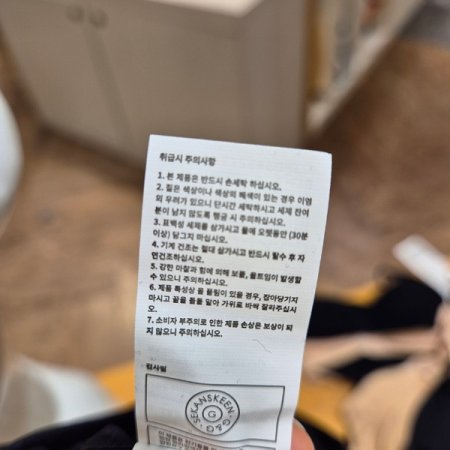 취급시 주의사항
1. 본 제품은 반드시 손세탁 하십시오.
2. 짙은 색상이나 색상의 배색이 있는 경우 이염
의 우려가 있으니 단시간 세탁하시고 세제 잔여
분이 남지 않도록 헹굼 시 주의하십시오.
3. 표백성 세제를 삼가시고 물에 오랫동안 (30분
이상) 담그지 마십시오.
4. 기계 건조는 절대 삼가시고 반드시 탈수 후 자
연건조하십시오.
5. 강한 마찰과 힘에 의해 보풀, 올트임이 발생할
수 있으니 주의하십시오.
6. 제품 특성상 올 풀림이 있을 경우, 잡아당기지
마시고 끝을 돌돌 말아 가위로 바짝 잘라주십시
오.
7. 소비자 부주의로 인한 제품 손상은 보상이 되
지 않으니 주의하십시오.
검사필
SEKANSKEEN
G
G&G